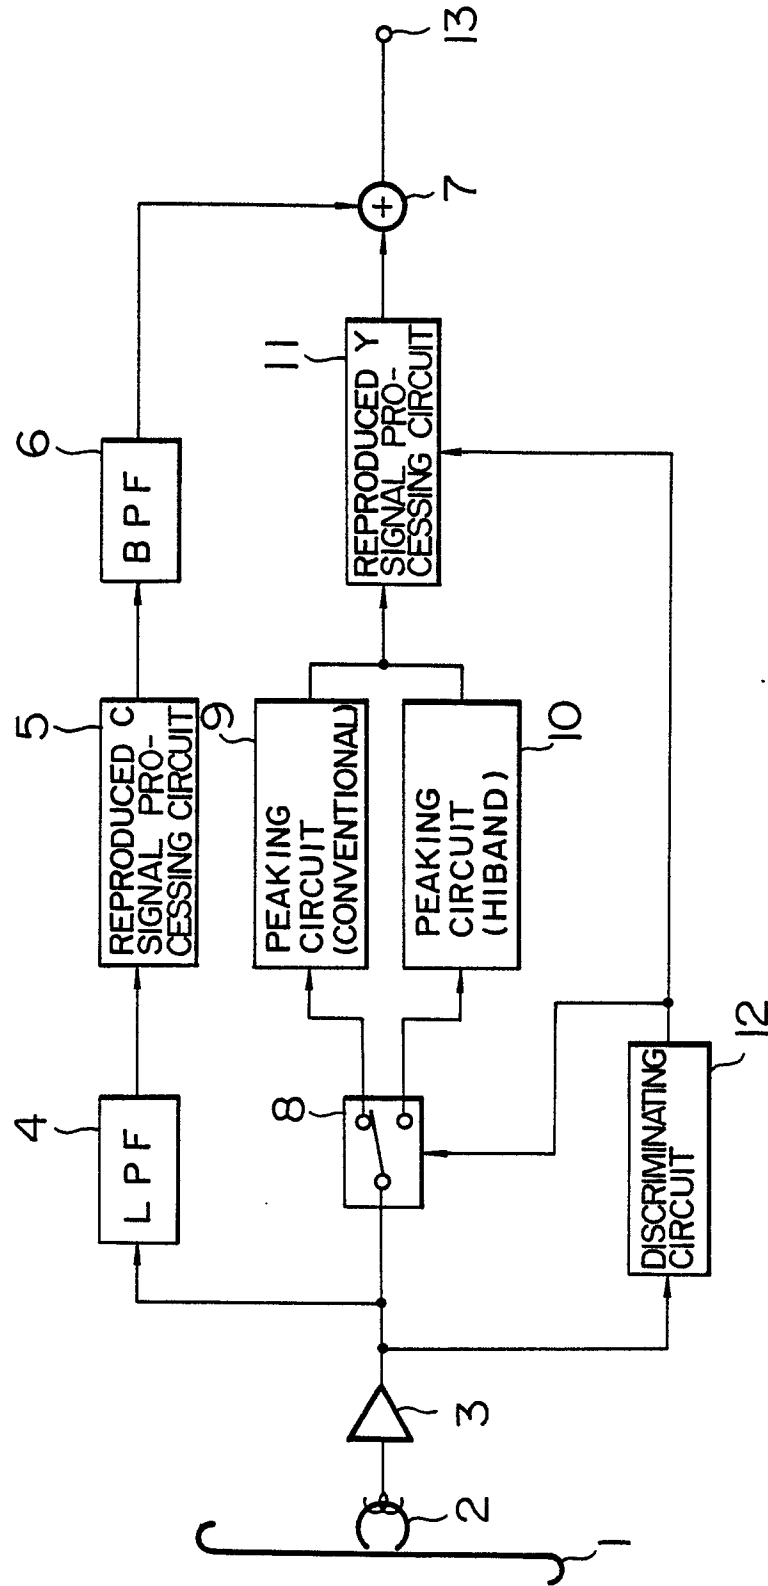 1
2
3
4
LPF
5
REPRODUCED C
SIGNAL PRO-
CESSING CIRCUIT
6
BPF
7
13
8
9
PEAKING
CIRCUIT
(CONVENTIONAL)
10
PEAKING
CIRCUIT
(HIBAND)
11
REPRODUCED Y
SIGNAL PRO-
CESSING CIRCUIT
+
12
DISCRIMINATING
CIRCUIT